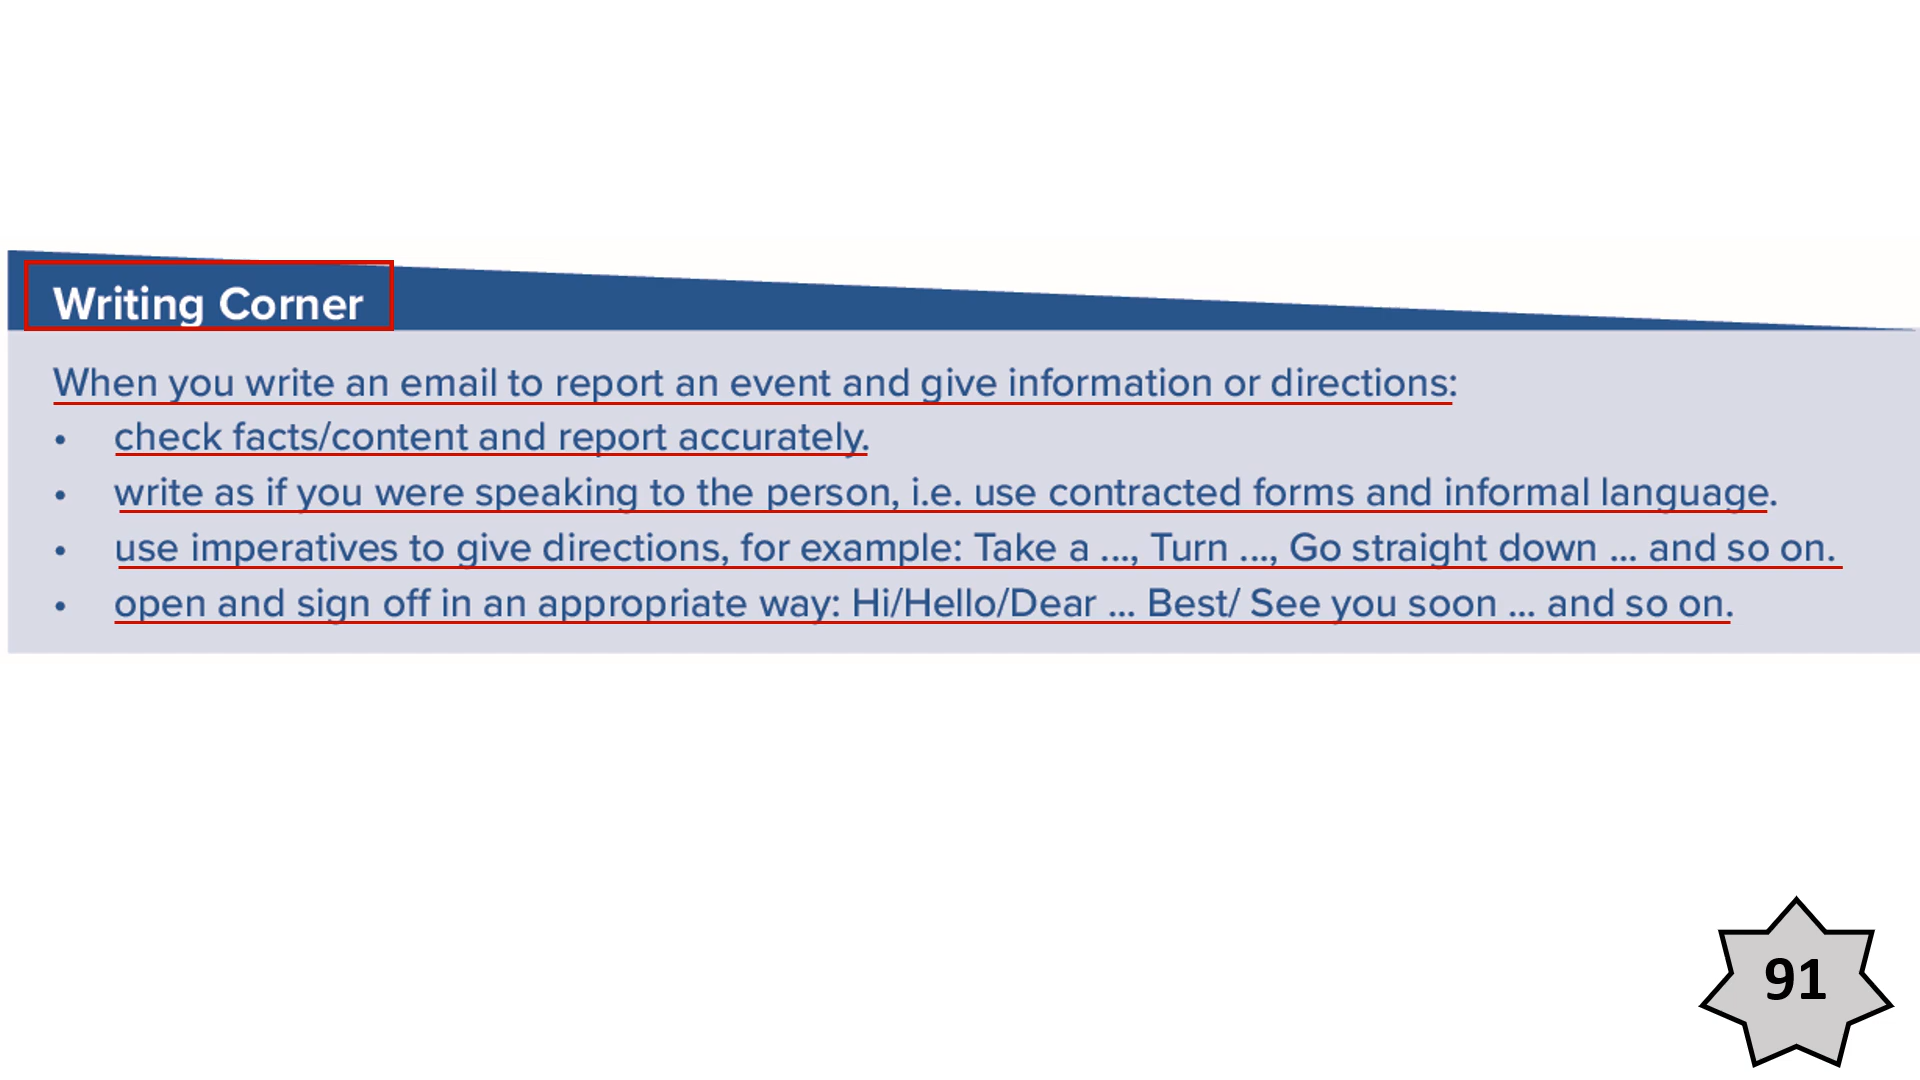 Writing Corner
When you write an email to report an event and give information or directions:
• check facts/content and report accurately.
• write as if you were speaking to the person, i.e. use contracted forms and informal language.
• use imperatives to give directions, for example: Take a ..., Turn ..., Go straight down ... and so on.
• open and sign off in an appropriate way: Hi/Hello/Dear ... Best/ See you soon ... and so on.
91